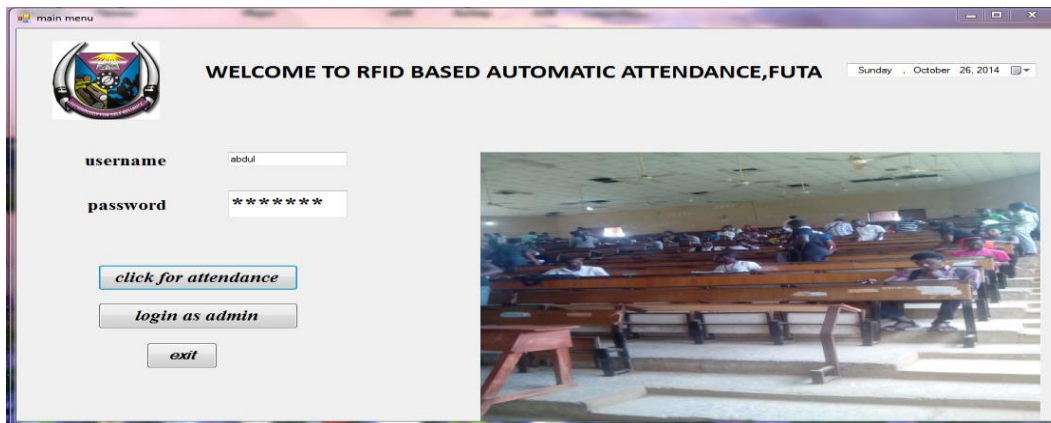 main menu
WELCOME TO RFID BASED AUTOMATIC ATTENDANCE,FUTA
Sunday , October 26, 2014
username
abdul
password
*******
click for attendance
login as admin
exit